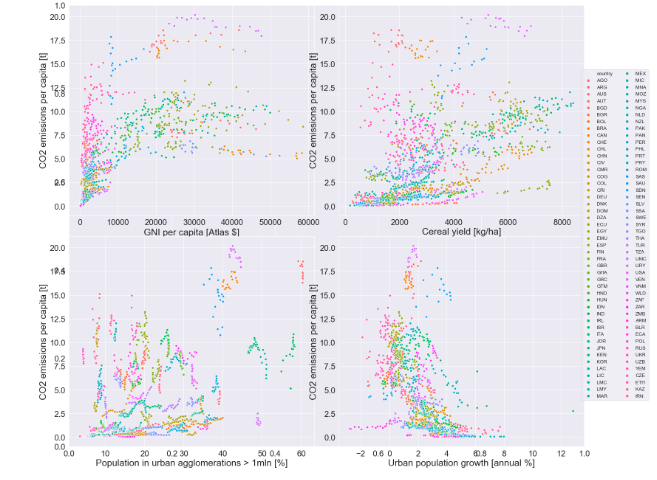 1.0
20.0
17.5
15.0
10.0
7.5
5.0
0.0
CO2 emissions per capita [t]
0 10000 20000 30000 40000 50000 60000
GNI per capita [Atlas $]
20.0
17.5
15.0
12.5
10.0
7.5
5.0
2.5
0.0
CO2 emissions per capita [t]
0 2000 4000 6000 8000
Cereal yield [kg/ha]
20.0
15.0
12.5
10.0
0.2
5.0
2.5
0.0
0.0
CO2 emissions per capita [t]
0.0 10 20 0.2 30 40 50 0.4 60
Population in urban agglomerations > 1mln [%]
20.0
17.5
15.0
12.5
10.0
7.5
5.0
2.5
0.0
CO2 emissions per capita [t]
−2 0.6 0 2 4 6 0.8 8 10 12 1.0
Urban population growth [annual %]
country
AGO
ARG
AUS
AUT
BGD
BGR
BOL
BRA
CAN
CHE
CHL
CHN
CIV
CMR
COG
COL
CRI
DEU
DNK
DOM
DZA
ECU
EGY
EMU
ESP
FIN
FRA
GBR
GHA
GRC
GTM
HND
HUN
IDN
IND
IRL
ISR
ITA
JOR
JPN
KEN
KOR
LAC
LIC
LMC
LMY
MAR
MEX
MIC
MNA
MOZ
MYS
NGA
NLD
NZL
PAK
PAN
PER
PHL
PRT
PRY
ROM
SAS
SAU
SDN
SEN
SLV
SSA
SWE
SYR
TGO
THA
TUR
TZA
UMC
URY
USA
VEN
VNM
WLD
ZAF
ZAR
ZMB
ARM
BLR
ECA
POL
RUS
UKR
UZB
YEM
CZE
ETH
KAZ
IRN